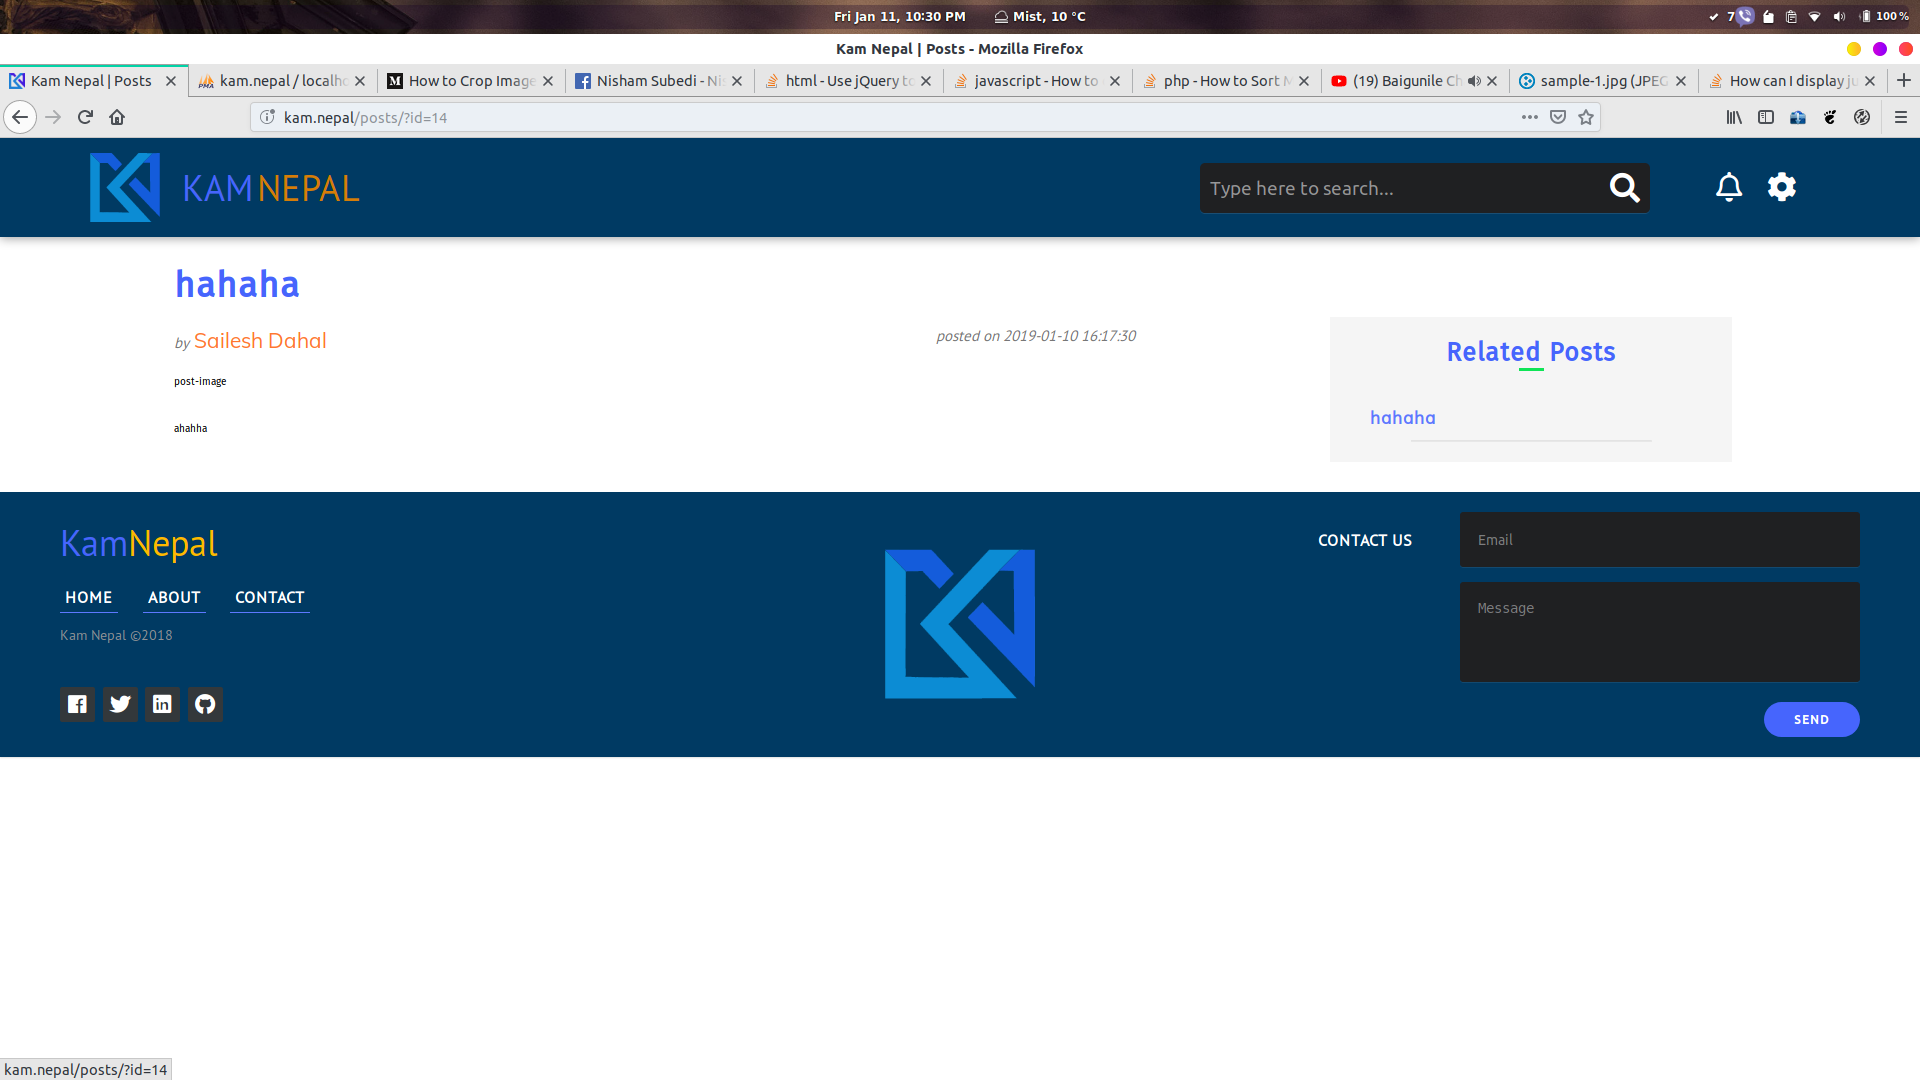 Fri Jan 11, 10:30 PM Mist, 10 °C 7 100 %
Kam Nepal | Posts - Mozilla Firefox
Kam Nepal | Posts kam.nepal / localho How to Crop Image Nisham Subedi - Nis html - Use jQuery to javascript - How to php - How to Sort M (19) Baigunile Ch sample-1.jpg (JPEG How can I display ju
kam.nepal/posts/?id=14
KAM NEPAL
Type here to search...
hahaha
by Sailesh Dahal
posted on 2019-01-10 16:17:30
post-image
ahahha
Related Posts
hahaha
KamNepal
HOME ABOUT CONTACT
Kam Nepal ©2018
CONTACT US
Email
Message
SEND
kam.nepal/posts/?id=14